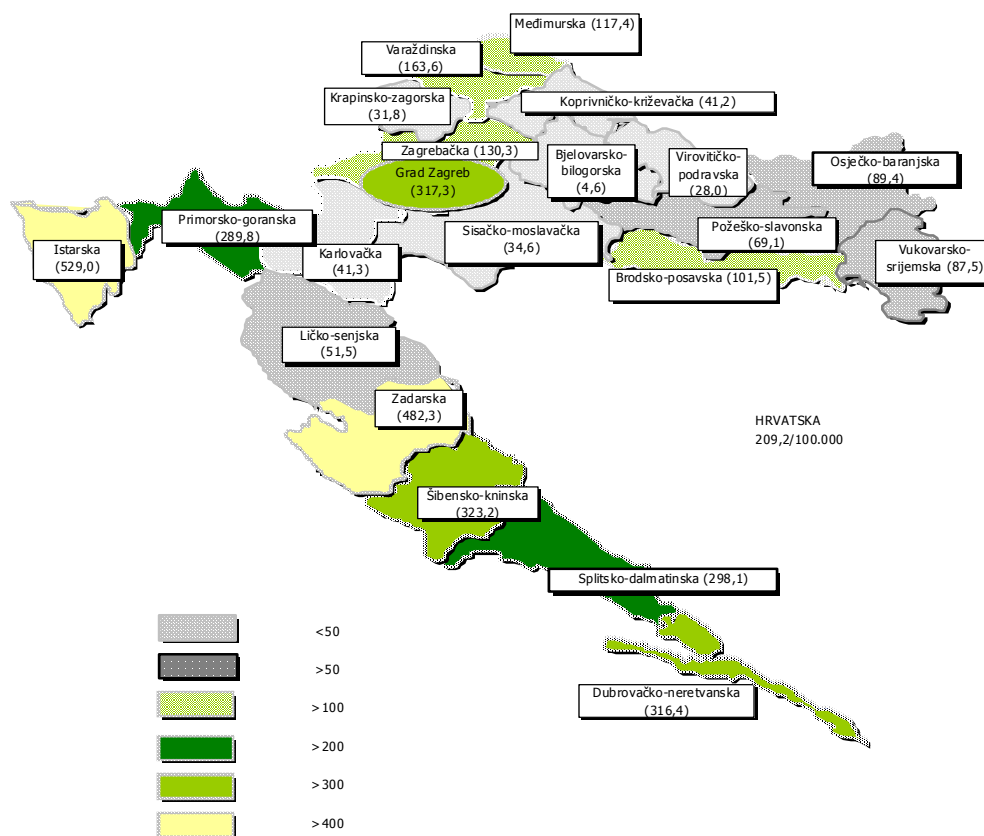 Međimurska (117,4)
Varaždinska
(163,6)
Krapinsko-zagorska
(31,8)
Koprivničko-križevačka (41,2)
Zagrebačka (130,3)
Grad Zagreb
(317,3)
Bjelovarsko-
bilogorska
(4,6)
Virovitičko-
podravska
(28,0)
Osječko-baranjska
(89,4)
Istarska
(529,0)
Primorsko-goranska
(289,8)
Karlovačka
(41,3)
Sisačko-moslavačka
(34,6)
Požeško-slavonska
(69,1)
Brodsko-posavska (101,5)
Vukovarsko-
srijemska (87,5)
Ličko-senjska
(51,5)
Zadarska
(482,3)
HRVATSKA
209,2/100.000
Šibensko-kninska
(323,2)
Splitsko-dalmatinska (298,1)
Dubrovačko-neretvanska
(316,4)
<50
>50
>100
>200
>300
>400